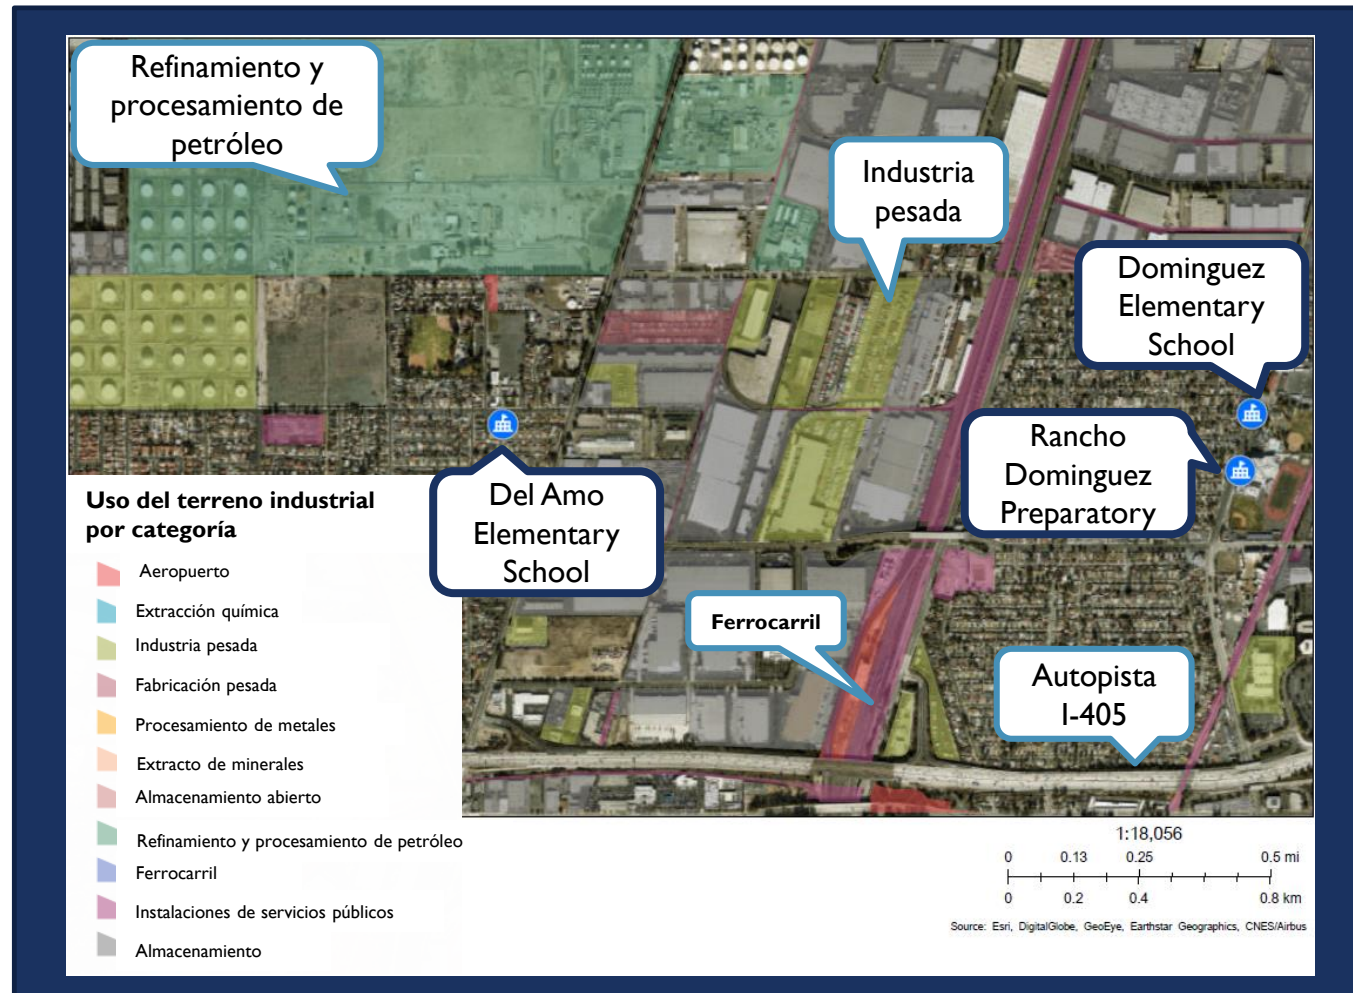 Refinamiento y
procesamiento de
petróleo
Industria
pesada
Dominguez
Elementary
School
Rancho
Dominguez
Preparatory
Del Amo
Elementary
School
Ferrocarril
Autopista
I-405
Uso del terreno industrial
por categoría
Aeropuerto
Extracción química
Industria pesada
Fabricación pesada
Procesamiento de metales
Extracto de minerales
Almacenamiento abierto
Refinamiento y procesamiento de petróleo
Ferrocarril
Instalaciones de servicios públicos
Almacenamiento
1:18,056
0 0.13 0.25 0.5 mi
0 0.2 0.4 0.8 km
Source: Esri, DigitalGlobe, GeoEye, Earthstar Geographics, CNES/Airbus